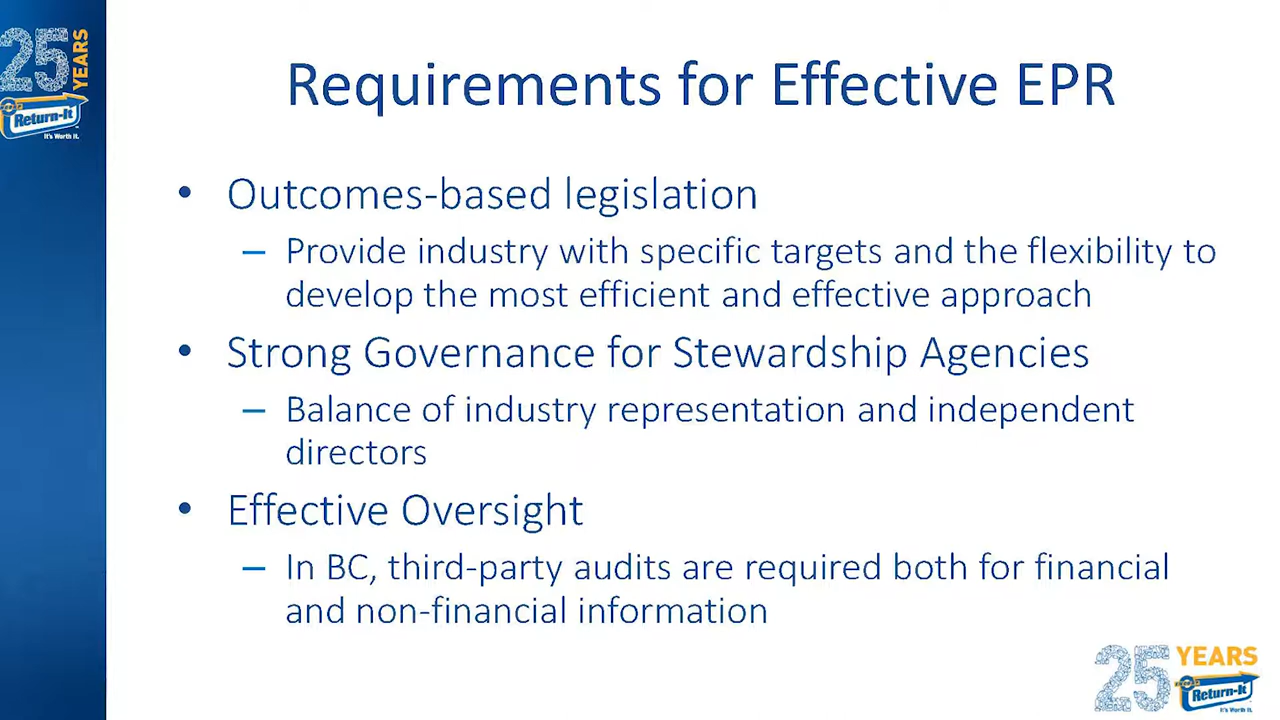 25 YEARS
Return-It
It's Worth It.
Requirements for Effective EPR
• Outcomes-based legislation
– Provide industry with specific targets and the flexibility to
develop the most efficient and effective approach
• Strong Governance for Stewardship Agencies
– Balance of industry representation and independent
directors
• Effective Oversight
– In BC, third-party audits are required both for financial
and non-financial information
25 YEARS
Return-It
It's Worth It.